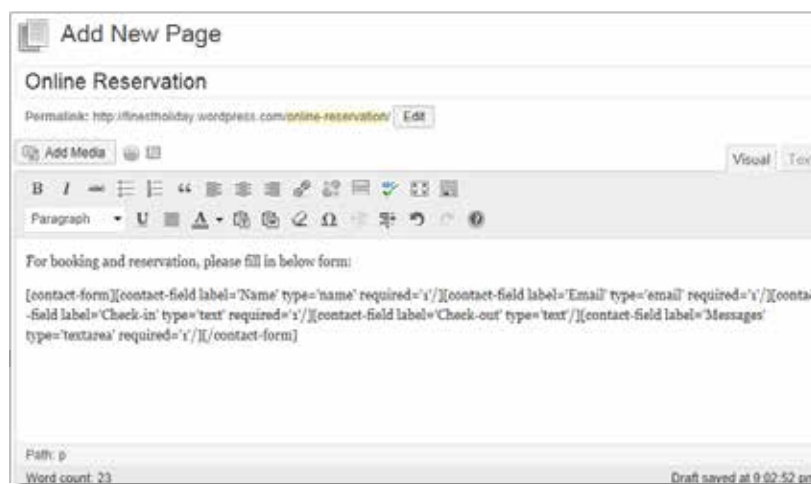 Add New Page
Online Reservation
Permalink: http://finestholiday.wordpress.com/online-reservation/ Edit
Add Media Visual Tex
B I ABC
Paragraph U A Ω
For booking and reservation, please fill in below form:
[contact-form][contact-field label='Name' type='name' required='1'/][contact-field label='Email' type='email' required='1'/][contac
-field label='Check-in' type='text' required='1'/][contact-field label='Check-out' type='text'/][contact-field label='Messages'
type='textarea' required='1'/][/contact-form]
Path: p
Word count: 23 Draft saved at 9:02:52 pm